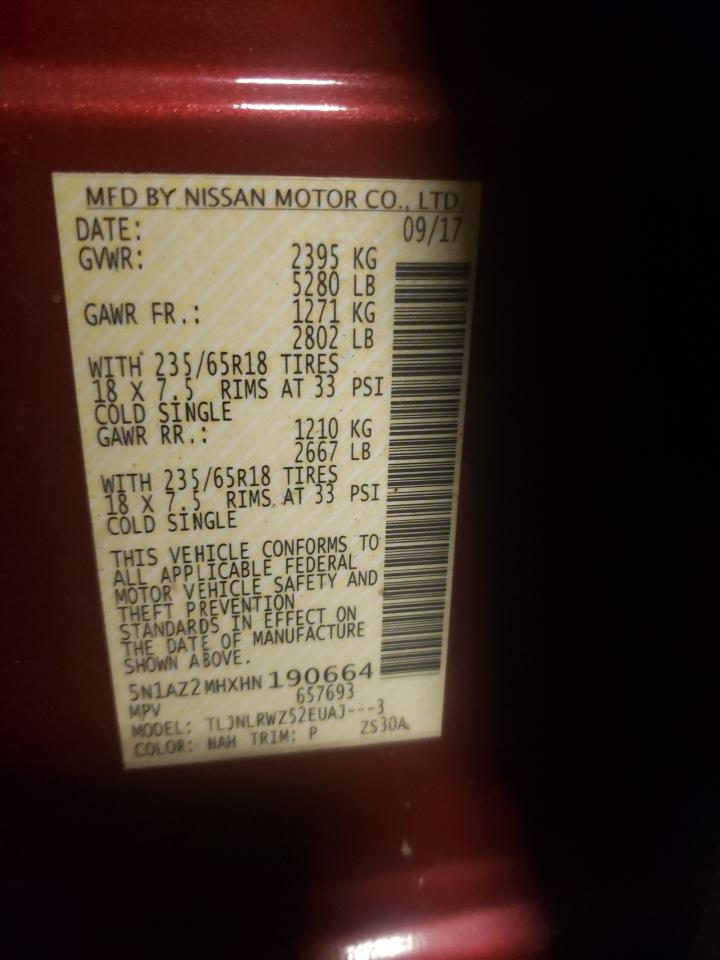 MFD BY NISSAN MOTOR CO., LTD.
DATE: 09/17
GVWR: 2395 KG
5280 LB
GAWR FR.: 1271 KG
2802 LB
WITH 235/65R18 TIRES
18 X 7.5 RIMS AT 33 PSI
COLD SINGLE
GAWR RR.: 1210 KG
2667 LB
WITH 235/65R18 TIRES
18 X 7.5 RIMS AT 33 PSI
COLD SINGLE
THIS VEHICLE CONFORMS TO
ALL APPLICABLE FEDERAL
MOTOR VEHICLE SAFETY AND
THEFT PREVENTION
STANDARDS IN EFFECT ON
THE DATE OF MANUFACTURE
SHOWN ABOVE.
5N1AZ2MHXHN190664
MPV 657693
MODEL: TLJNLRWZ52EUAJ---3
COLOR: NAH TRIM: P ZS30A